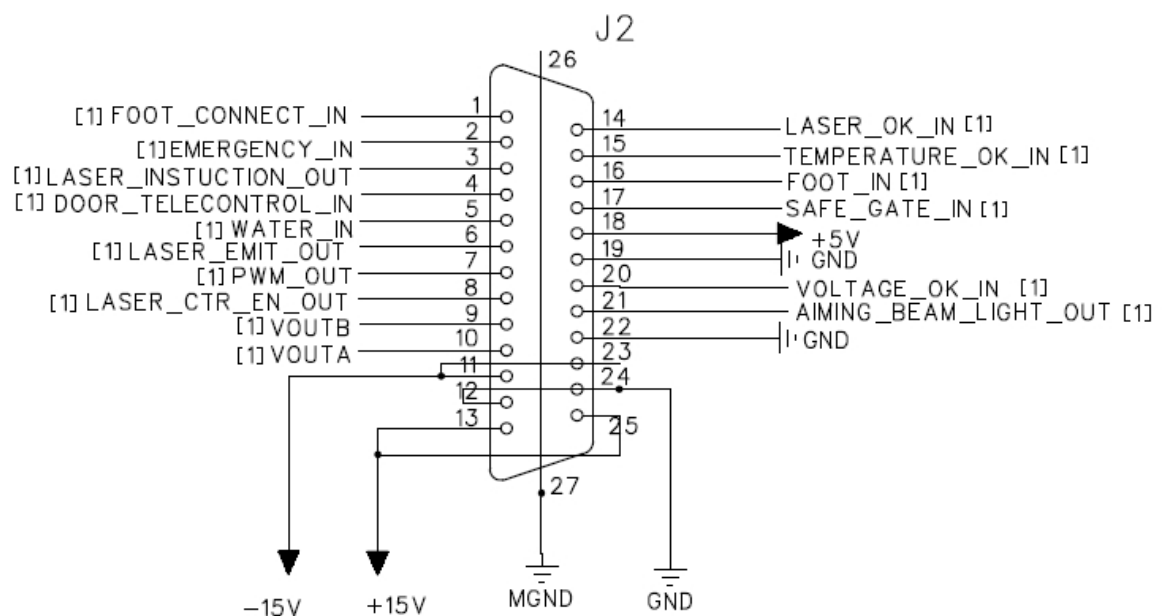 J2
26
1
[1] FOOT_CONNECT_IN
2
[1]EMERGENCY_IN
3
[1]LASER_INSTUCTION_OUT
4
[1] DOOR_TELECONTROL_IN
5
[1] WATER_IN
6
[1] LASER_EMIT_OUT
7
[1]PWM_OUT
8
[1] LASER_CTR_EN_OUT
9
[1] VOUTB
10
[1] VOUTA
11
12
13
14
LASER_OK_IN [1]
15
TEMPERATURE_OK_IN [1]
16
FOOT_IN [1]
17
SAFE_GATE_IN [1]
18
+5V
19
GND
20
VOLTAGE_OK_IN [1]
21
AIMING_BEAM_LIGHT_OUT [1]
22
GND
23
24
25
27
-15V
+15V
MGND
GND